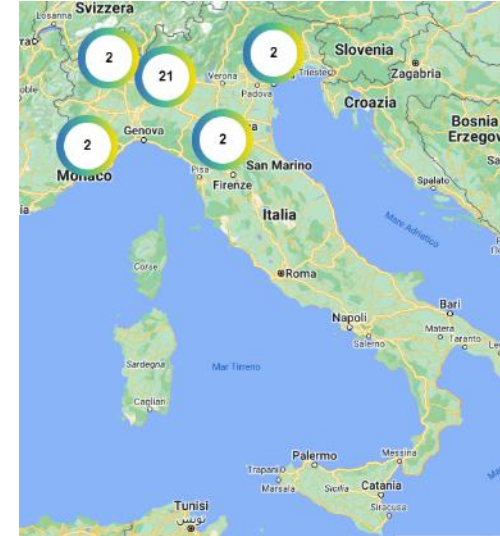 Losanna
Svizzera
2
21
2
Verona
Padova
Trieste
Slovenia
Zagabria
Croazia
Bosnia
Erzegov
2
Genova
2
Monaco
Pisa
Firenze
San Marino
Italia
Spalato
Mare Adriatico
Corse
Roma
Napoli
Salerno
Bari
Matera
Taranto
Sardegna
Cagliari
Mar Tirreno
Palermo
Messina
Trapani
Marsala
Sicilia
Catania
Siracusa
Tunisi
تونس